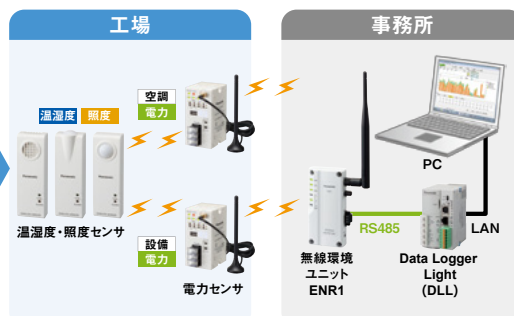 工場
事務所
空調
電力
温湿度
照度
温湿度・照度センサ
設備
電力
電力センサ
PC
RS485
LAN
無線環境
ユニット
ENR1
Data Logger
Light
(DLL)